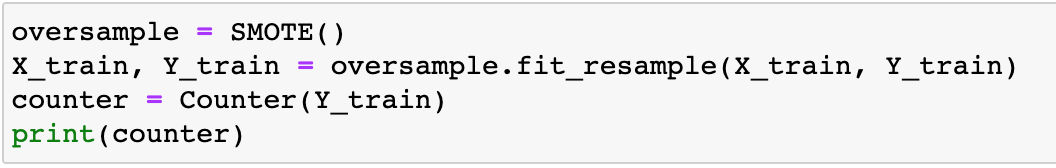 oversample = SMOTE()
X_train, Y_train = oversample.fit_resample(X_train, Y_train)
counter = Counter(Y_train)
print(counter)